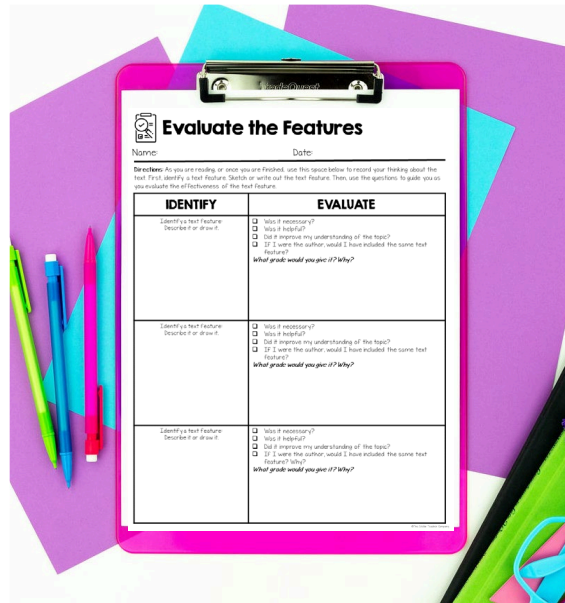 Evaluate the Features
Name:
Date:
Directions: As you are reading, or once you are finished, use this space below to record your thinking about the
text. First, identify a text feature. Sketch or write out the text feature. Then, use the questions to guide you as
you evaluate the effectiveness of the text feature.
IDENTIFY
EVALUATE
Identify a text feature.
Describe it or draw it.
Was it necessary?
Was it helpful?
Did it improve my understanding of the topic?
If I were the author, would I have included the same text
feature?
What grade would you give it? Why?
Identify a text feature.
Describe it or draw it.
Was it necessary?
Was it helpful?
Did it improve my understanding of the topic?
If I were the author, would I have included the same text
feature?
What grade would you give it? Why?
Identify a text feature.
Describe it or draw it.
Was it necessary?
Was it helpful?
Did it improve my understanding of the topic?
If I were the author, would I have included the same text
feature? Why?
What grade would you give it? Why?